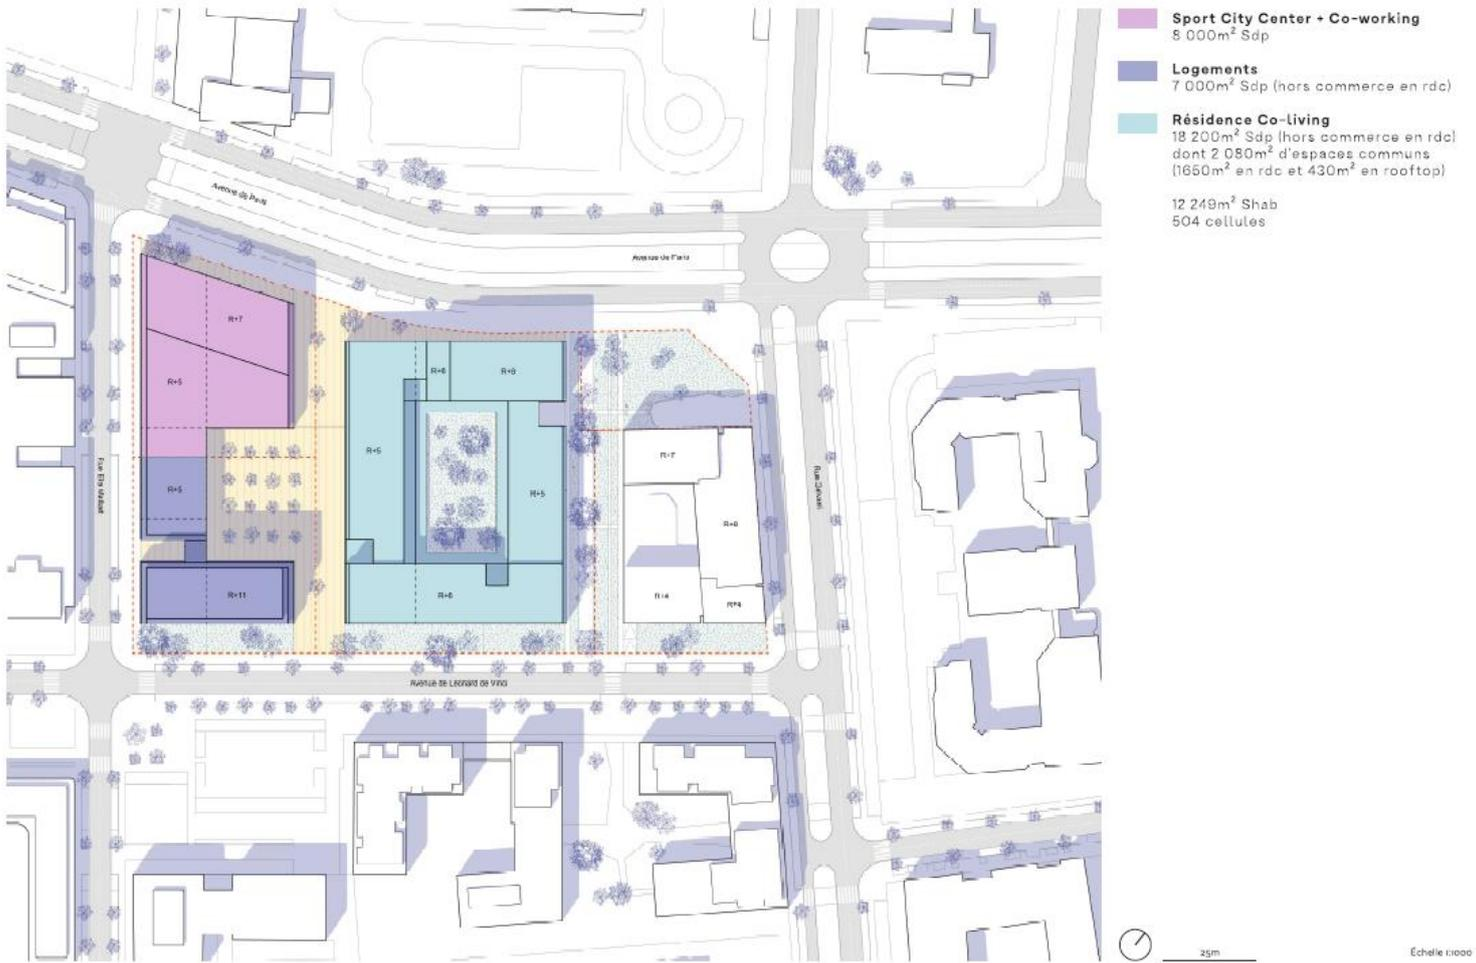 Sport City Center + Co-working
8 000m² Sdp
Logements
7 000m² Sdp (hors commerce en rdc)
Résidence Co-living
18 200m² Sdp (hors commerce en rdc)
dont 2 080m² d'espaces communs
(1650m² en rdc et 430m² en rooftop)
12 249m² Shab
504 cellules
Avenue de Paris
Avenue de Paris
R+7
R+5
R+6
R+5
R+5
R+5
R+7
Rue Galvani
R+11
R+6
R+4
R+4
Avenue de Léonard de Vinci
25m
Échelle 1:1000